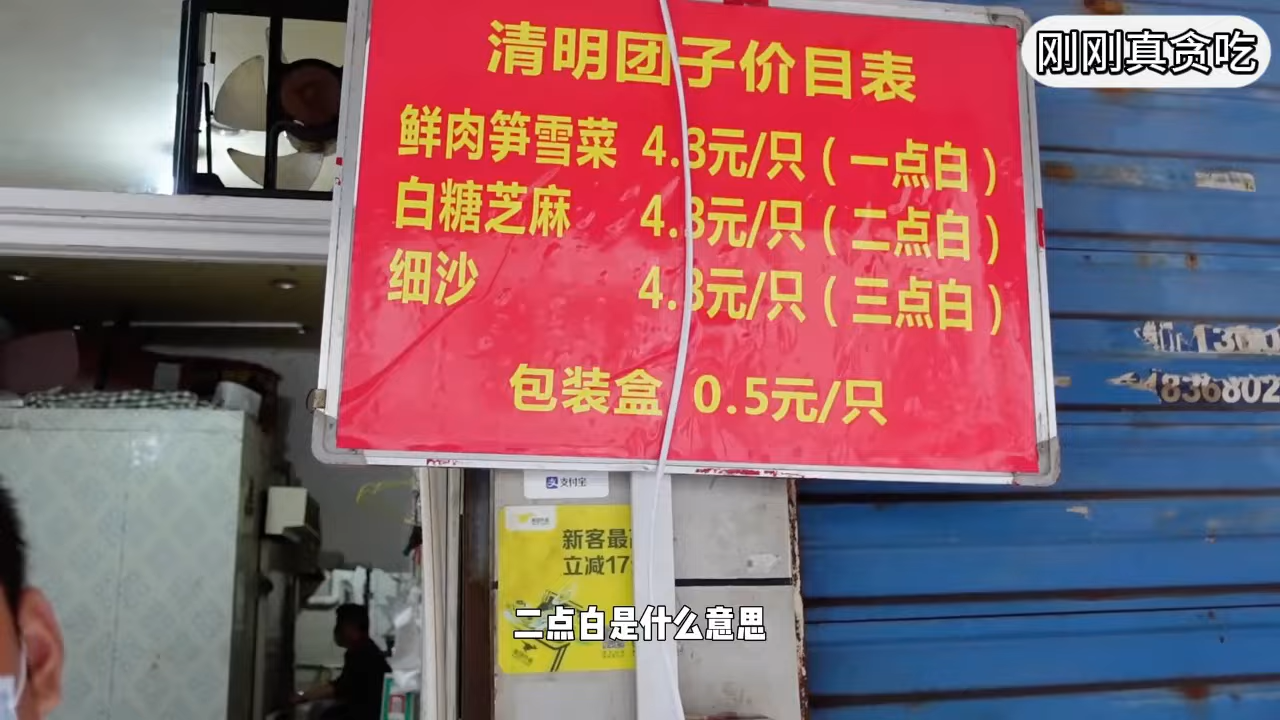 刚刚真贪吃
清明团子价目表
鲜肉笋雪菜 4.3元/只（一点白）
白糖芝麻 4.3元/只（二点白）
细沙 4.3元/只（三点白）
包装盒 0.5元/只
支付宝
新客最
立减17
836802
二点白是什么意思